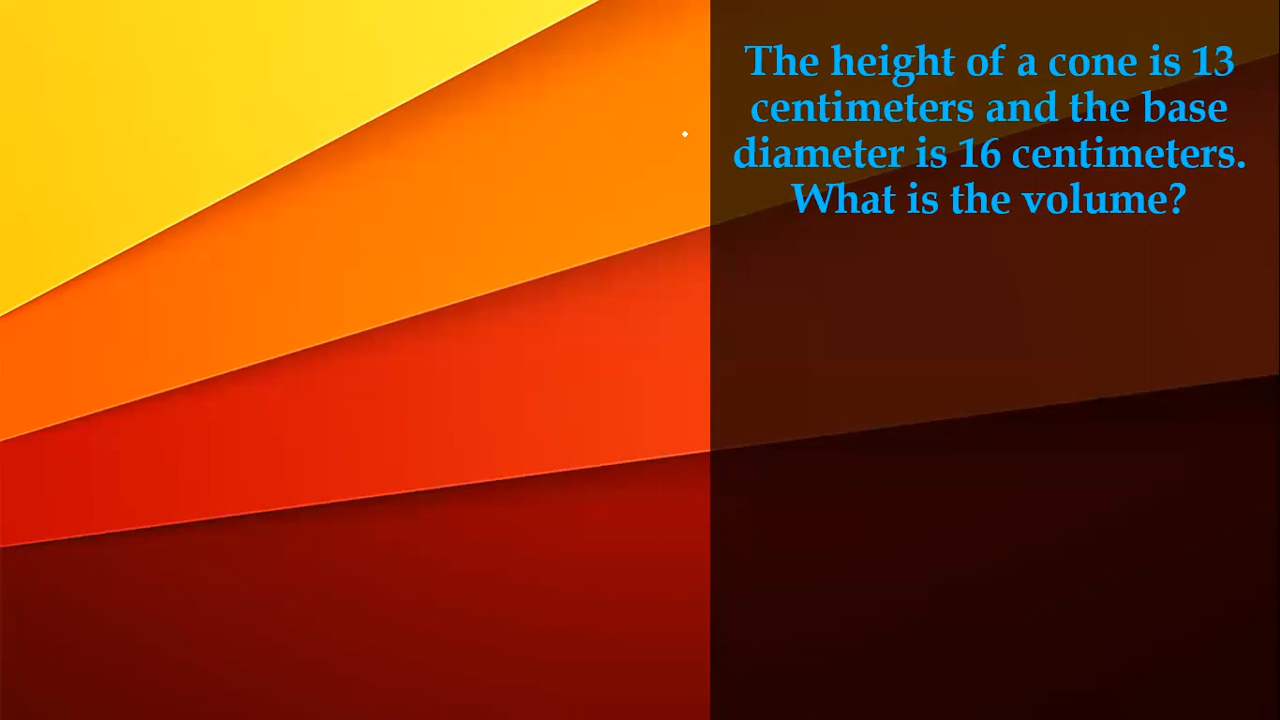 The height of a cone is 13
centimeters and the base
diameter is 16 centimeters.
What is the volume?